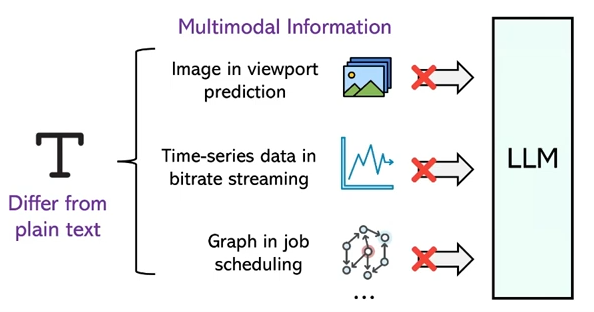 Multimodal Information
Image in viewport
prediction
T
Differ from
plain text
Time-series data in
bitrate streaming
LLM
Graph in job
scheduling
...